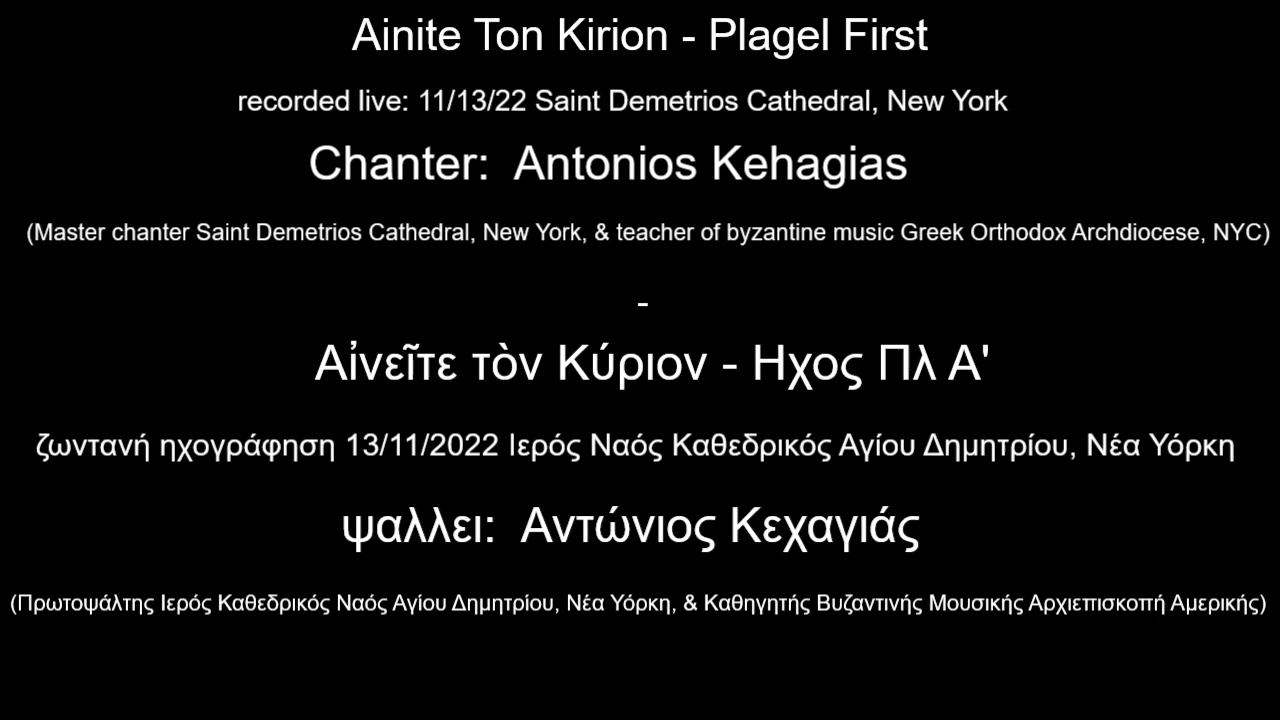 Ainite Ton Kirion - Plagel First
recorded live: 11/13/22 Saint Demetrios Cathedral, New York
Chanter:  Antonios Kehagias
(Master chanter Saint Demetrios Cathedral, New York, & teacher of byzantine music Greek Orthodox Archdiocese, NYC)
-
Αἰνεῖτε τὸν Κύριον - Ηχος Πλ Α'
ζωντανή ηχογράφηση 13/11/2022 Ιερός Ναός Καθεδρικός Αγίου Δημητρίου, Νέα Υόρκη
ψαλλει:  Αντώνιος Κεχαγιάς
(Πρωτοψάλτης Ιερός Καθεδρικός Ναός Αγίου Δημητρίου, Νέα Υόρκη, & Καθηγητής Βυζαντινής Μουσικής Αρχιεπισκοπή Αμερικής)